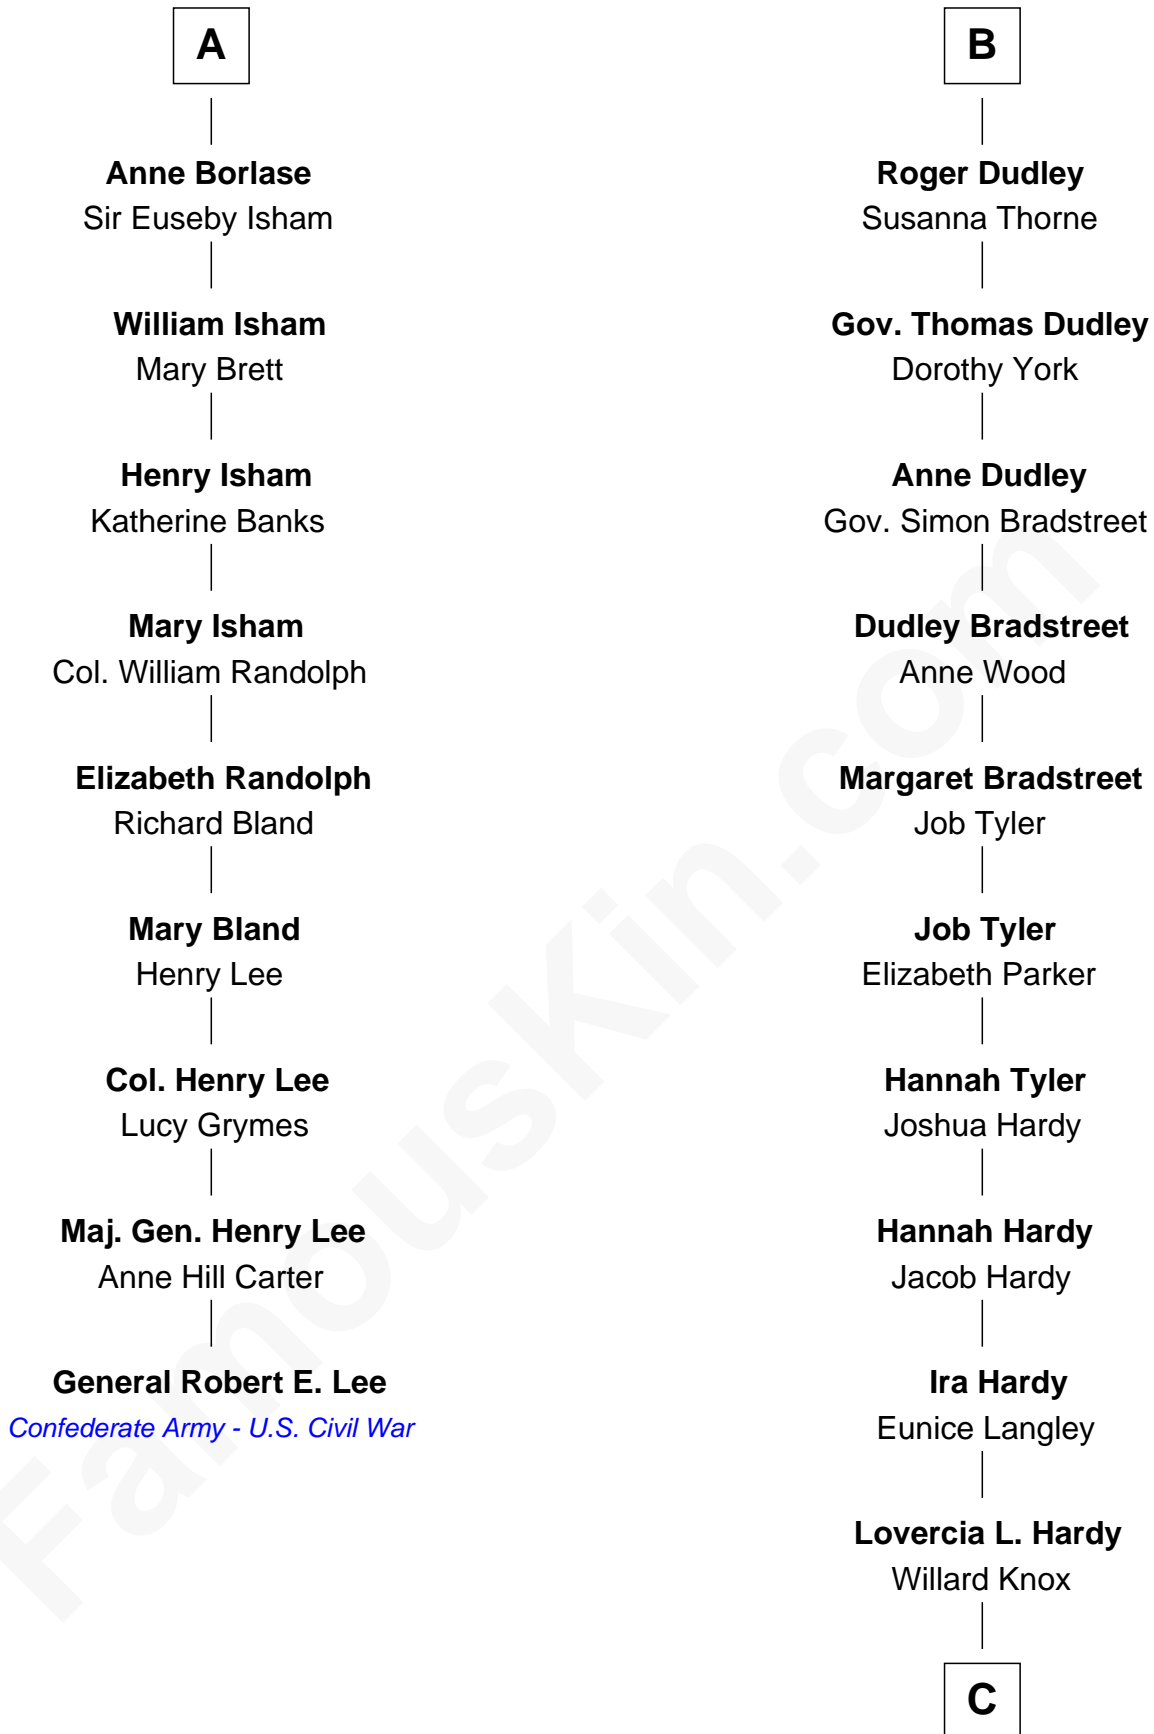 A
Anne Borlase
Sir Euseby Isham
William Isham
Mary Brett
Henry Isham
Katherine Banks
Mary Isham
Col. William Randolph
Elizabeth Randolph
Richard Bland
Mary Bland
Henry Lee
Col. Henry Lee
Lucy Grymes
Maj. Gen. Henry Lee
Anne Hill Carter
General Robert E. Lee
Confederate Army - U.S. Civil War
B
Roger Dudley
Susanna Thorne
Gov. Thomas Dudley
Dorothy York
Anne Dudley
Gov. Simon Bradstreet
Dudley Bradstreet
Anne Wood
Margaret Bradstreet
Job Tyler
Job Tyler
Elizabeth Parker
Hannah Tyler
Joshua Hardy
Hannah Hardy
Jacob Hardy
Ira Hardy
Eunice Langley
Lovercia L. Hardy
Willard Knox
C
FamousKin.com